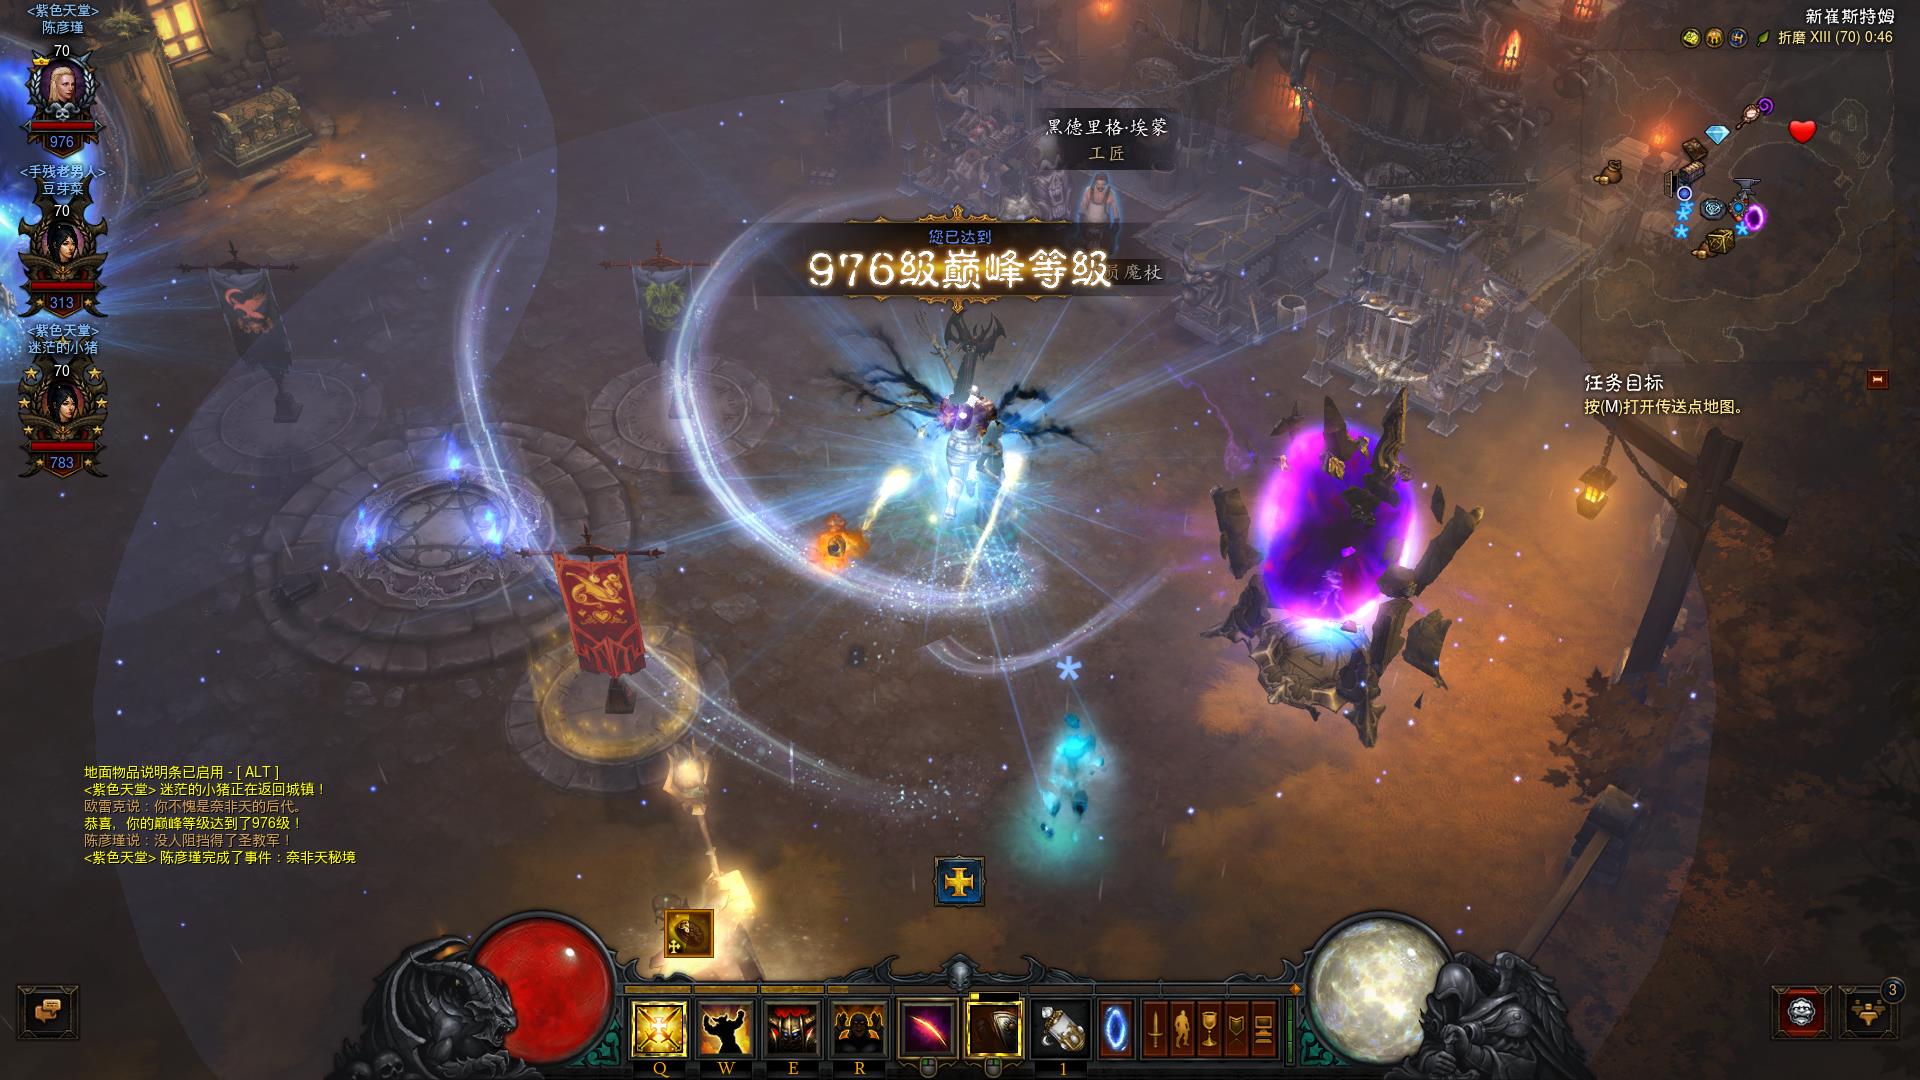 <紫色天堂>
陈彦瑾
70
976
<手残老男人>
豆芽菜
70
313
<紫色天堂>
迷茫的小猪
70
783
新崔斯特姆
折磨 XIII (70) 0:46
黑德里格·埃蒙
工匠
您已达到
976级巅峰等级
魔杖
任务目标
按(M)打开传送点地图。
地面物品说明条已启用 - [ ALT ]
<紫色天堂> 迷茫的小猪正在返回城镇！
欧雷克说：你不愧是奈非天的后代。
恭喜，你的巅峰等级达到了976级！
陈彦瑾说：没人阻挡得了圣教军！
<紫色天堂> 陈彦瑾完成了事件：奈非天秘境
3
Q W E R 1